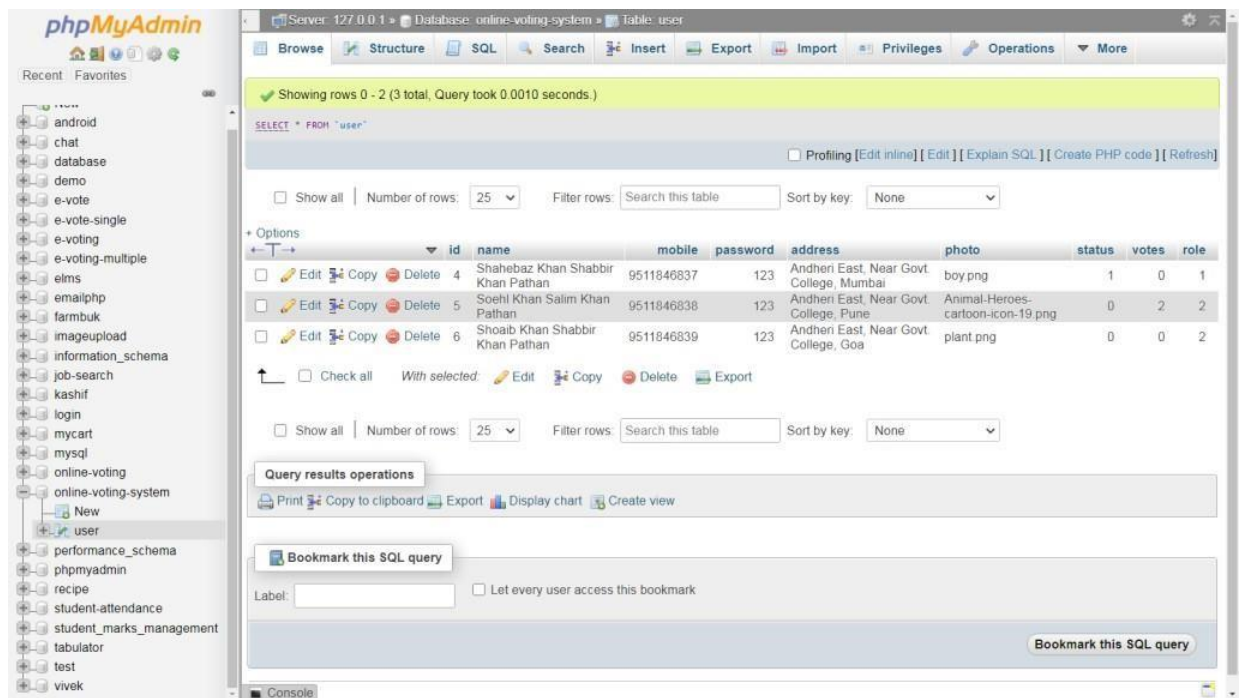 phpMyAdmin
Recent Favorites
New
android
chat
database
demo
e-vote
e-vote-single
e-voting
e-voting-multiple
elms
emailphp
farmbuk
imageupload
information_schema
job-search
kashif
login
mycart
mysql
online-voting
online-voting-system
New
user
performance_schema
phpmyadmin
recipe
student-attendance
student_marks_management
tabulator
test
vivek
Server: 127.0.0.1 » Database: online-voting-system » Table: user
Browse Structure SQL Search Insert Export Import Privileges Operations More
Showing rows 0 - 2 (3 total, Query took 0.0010 seconds.)
SELECT * FROM `user`
Profiling [Edit inline] [ Edit ] [ Explain SQL ] [ Create PHP code ] [ Refresh]
Show all Number of rows: 25 Filter rows: Search this table Sort by key: None
+ Options
←T→ id name mobile password address photo status votes role
Edit Copy Delete 4 Shahebaz Khan Shabbir 9511846837 123 Andheri East, Near Govt. boy.png 1 0 1
Khan Pathan College, Mumbai
Edit Copy Delete 5 Soehl Khan Salim Khan 9511846838 123 Andheri East, Near Govt. Animal-Heroes- 0 2 2
Pathan College, Pune cartoon-icon-19.png
Edit Copy Delete 6 Shoaib Khan Shabbir 9511846839 123 Andheri East, Near Govt. plant.png 0 0 2
Khan Pathan College, Goa
Check all With selected: Edit Copy Delete Export
Show all Number of rows: 25 Filter rows: Search this table Sort by key: None
Query results operations
Print Copy to clipboard Export Display chart Create view
Bookmark this SQL query
Label: Let every user access this bookmark
Bookmark this SQL query
Console